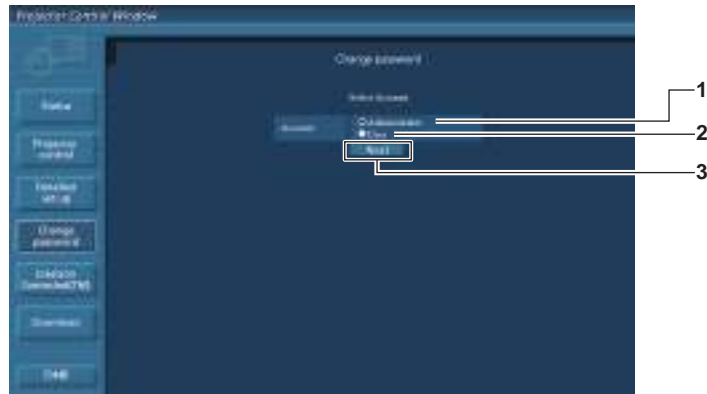 Projector Control Window
Change password
Select Account
Account
Administrator
User
Next
Status
Projector
control
Detailed
set up
Change
password
Crestron
Connected(TM)
Download
1
2
3